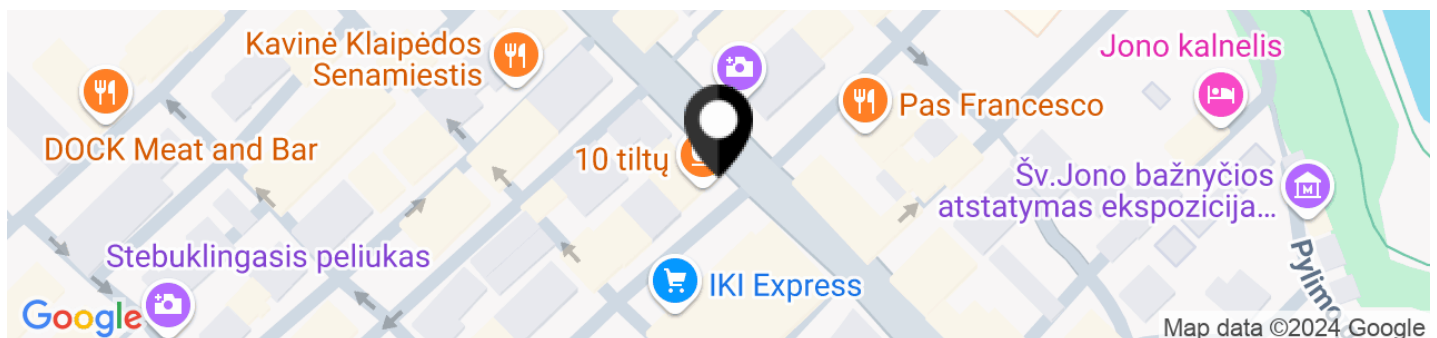 Kavinė Klaipėdos
Senamiestis
DOCK Meat and Bar
10 tiltų
Pas Francesco
Jono kalnelis
Šv.Jono bažnyčios
atstatymas ekspozicija...
Stebuklingasis peliukas
IKI Express
Pylimo
Google
Map data ©2024 Google